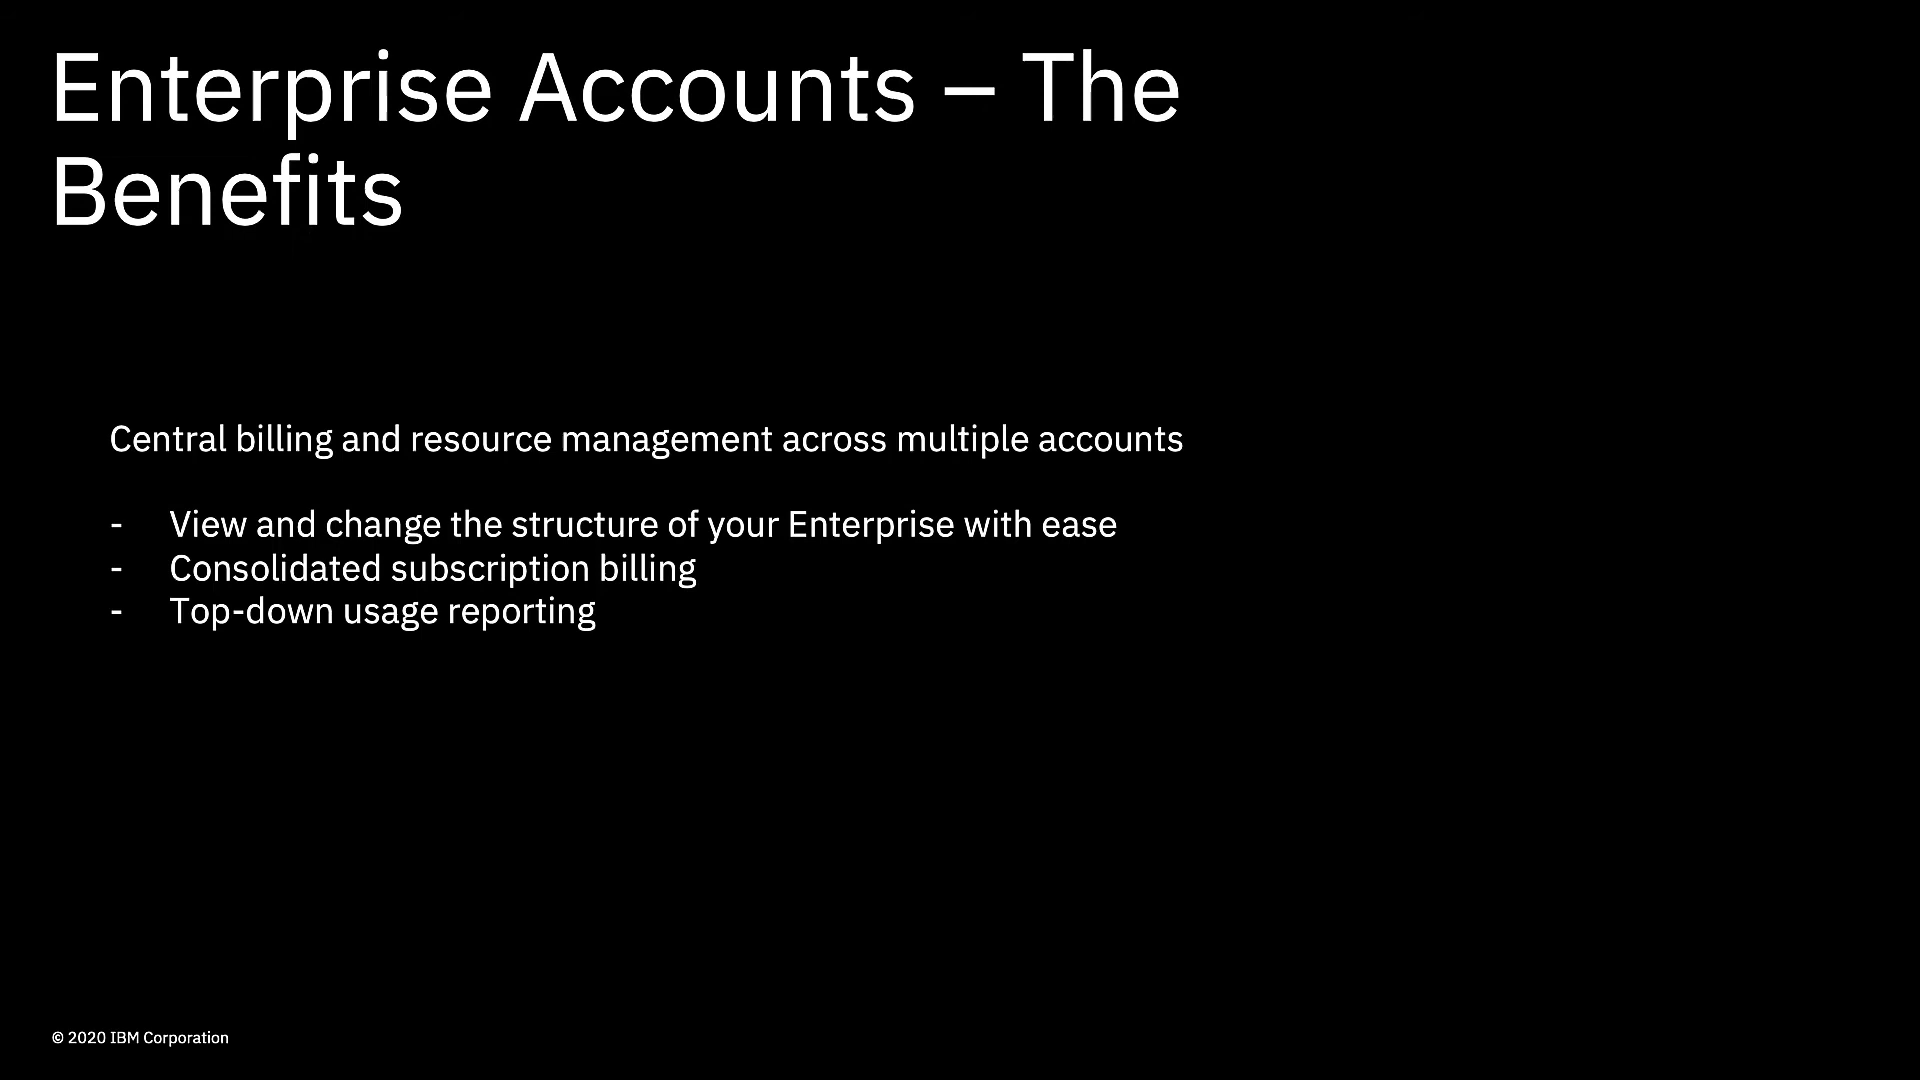 Enterprise Accounts – The
Benefits
Central billing and resource management across multiple accounts
- View and change the structure of your Enterprise with ease
- Consolidated subscription billing
- Top-down usage reporting
© 2020 IBM Corporation